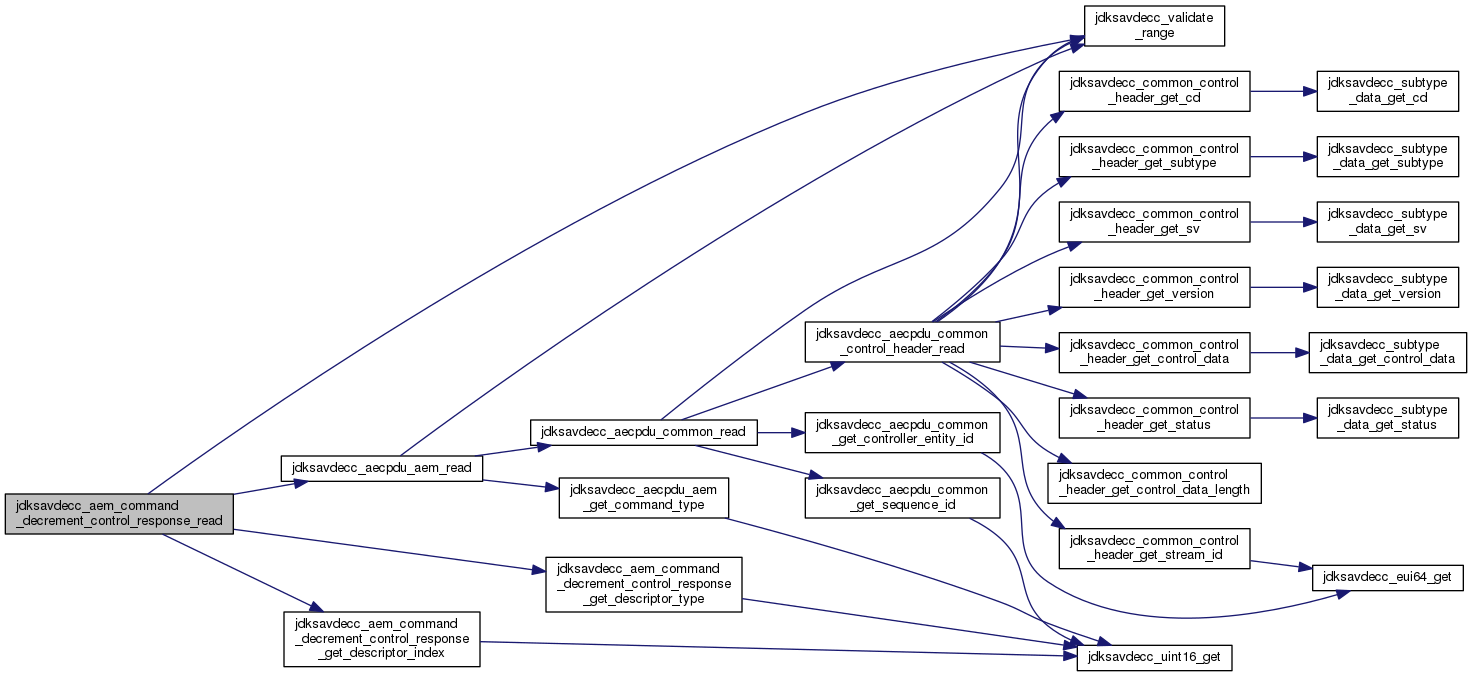 jdksavdecc_validate
_range
jdksavdecc_common_control
_header_get_cd
jdksavdecc_subtype
_data_get_cd
jdksavdecc_common_control
_header_get_subtype
jdksavdecc_subtype
_data_get_subtype
jdksavdecc_common_control
_header_get_sv
jdksavdecc_subtype
_data_get_sv
jdksavdecc_common_control
_header_get_version
jdksavdecc_subtype
_data_get_version
jdksavdecc_aecpdu_common
_control_header_read
jdksavdecc_common_control
_header_get_control_data
jdksavdecc_subtype
_data_get_control_data
jdksavdecc_common_control
_header_get_status
jdksavdecc_subtype
_data_get_status
jdksavdecc_aecpdu_common_read
jdksavdecc_aecpdu_common
_get_controller_entity_id
jdksavdecc_aecpdu_aem_read
jdksavdecc_common_control
_header_get_control_data_length
jdksavdecc_aem_command
_decrement_control_response_read
jdksavdecc_aecpdu_aem
_get_command_type
jdksavdecc_aecpdu_common
_get_sequence_id
jdksavdecc_common_control
_header_get_stream_id
jdksavdecc_aem_command
_decrement_control_response
_get_descriptor_type
jdksavdecc_eui64_get
jdksavdecc_aem_command
_decrement_control_response
_get_descriptor_index
jdksavdecc_uint16_get